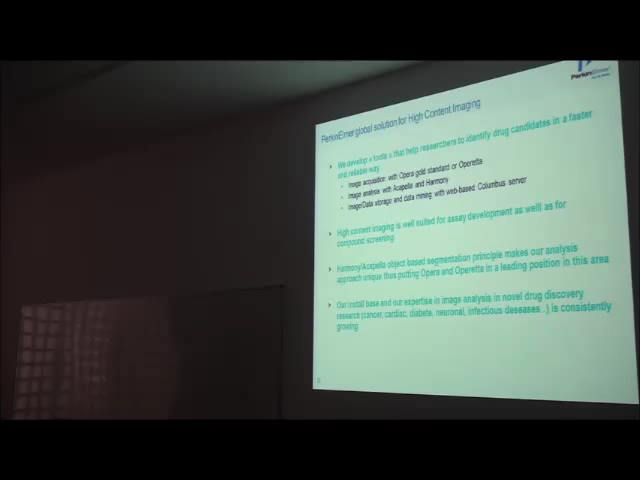 PerkinElmer
PerkinElmer global solution for High Content Imaging
We develop « tools » that help researchers to identify drug candidates in a faster
and reliable way
Image acquisition: with Opera gold standard or Operetta
Image analysis: with Acapella and Harmony
Image/Data storage and data mining: with web-based Columbus server
High content imaging is well suited for assay development as well as for
compound screening
Harmony/Acapella object based segmentation principle makes our analysis
approach unique thus putting Opera and Operetta in a leading position in this area
Our install base and our expertise in image analysis in novel drug discovery
research (cancer, cardiac, diabete, neuronal, infectious deseases...) is consistently
growing